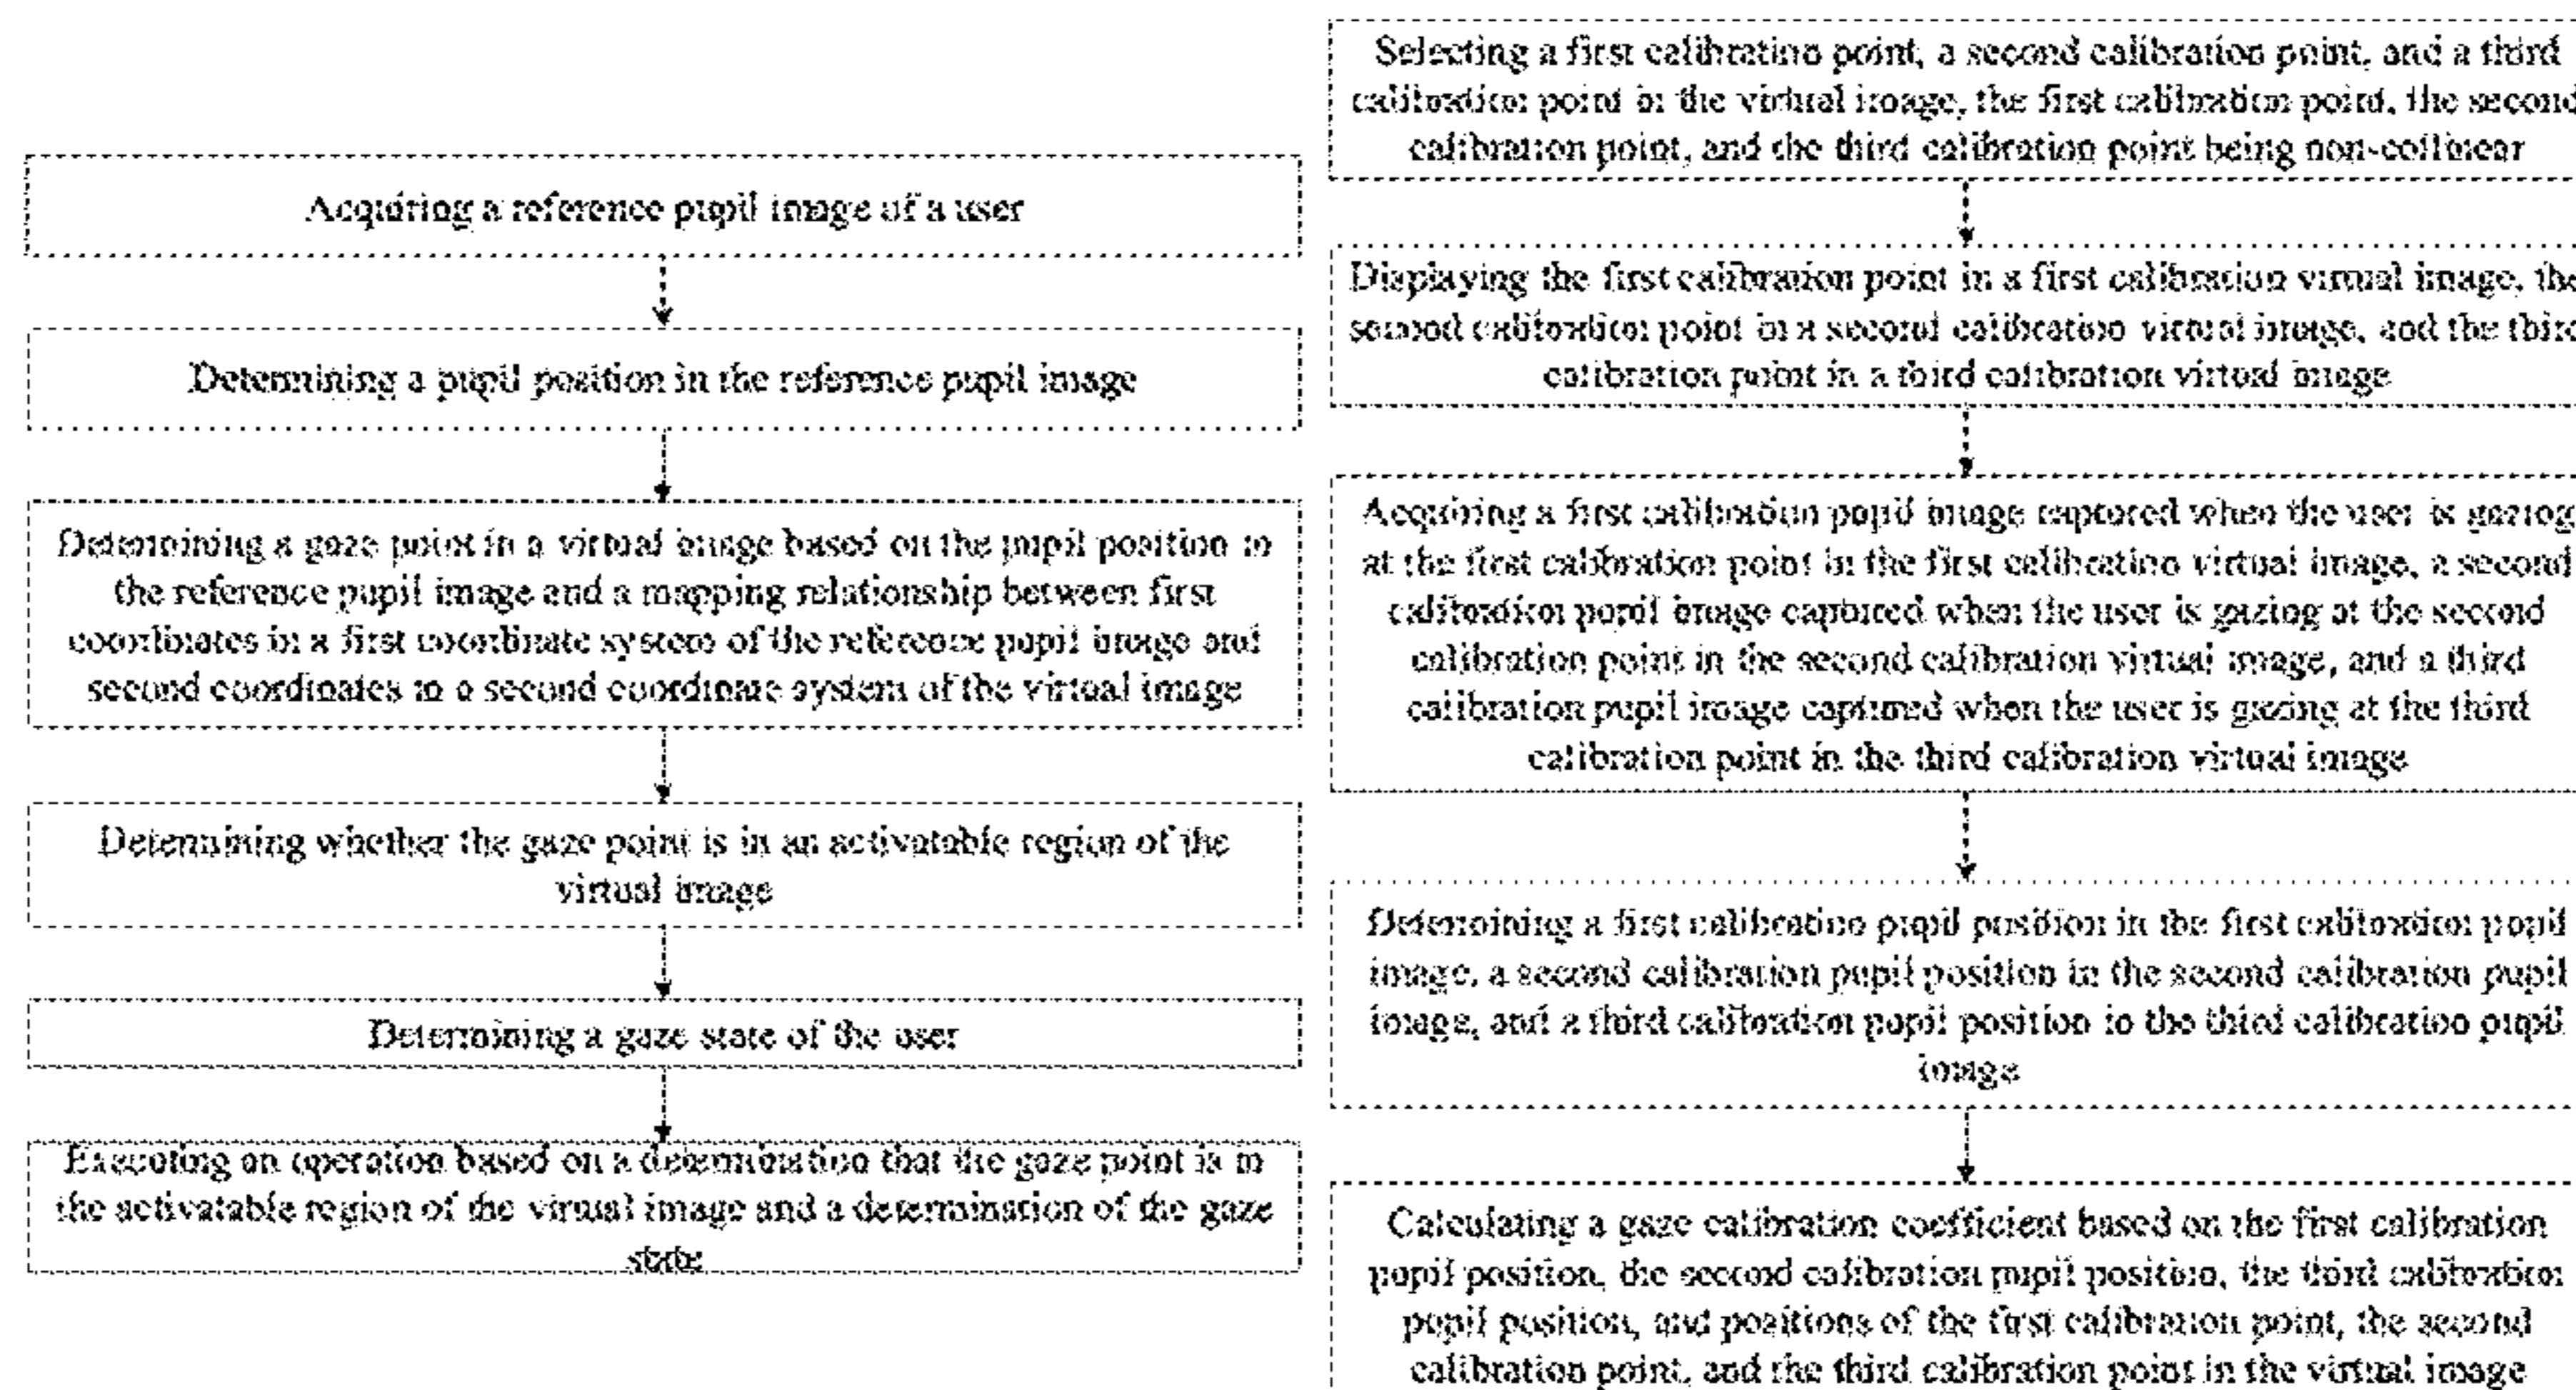 Acquiring a reference pupil image of a user
Determining a pupil position in the reference pupil image
Determining a gaze point in a virtual image based on the pupil position in
the reference pupil image and a mapping relationship between first
coordinates in a first coordinate system of the reference pupil image and
second coordinates in a second coordinate system of the virtual image
Determining whether the gaze point is in an activatable region of the
virtual image
Determining a gaze state of the user
Executing an operation based on a determination that the gaze point is in
the activatable region of the virtual image and a determination of the gaze
state
Selecting a first calibration point, a second calibration point, and a third
calibration point in the virtual image, the first calibration point, the second
calibration point, and the third calibration point being non-collinear
Displaying the first calibration point in a first calibration virtual image, the
second calibration point in a second calibration virtual image, and the third
calibration point in a third calibration virtual image
Acquiring a first calibration pupil image captured when the user is gazing
at the first calibration point in the first calibration virtual image, a second
calibration pupil image captured when the user is gazing at the second
calibration point in the second calibration virtual image, and a third
calibration pupil image captured when the user is gazing at the third
calibration point in the third calibration virtual image
Determining a first calibration pupil position in the first calibration pupil
image, a second calibration pupil position in the second calibration pupil
image, and a third calibration pupil position in the third calibration pupil
image
Calculating a gaze calibration coefficient based on the first calibration
pupil position, the second calibration pupil position, the third calibration
pupil position, and positions of the first calibration point, the second
calibration point, and the third calibration point in the virtual image